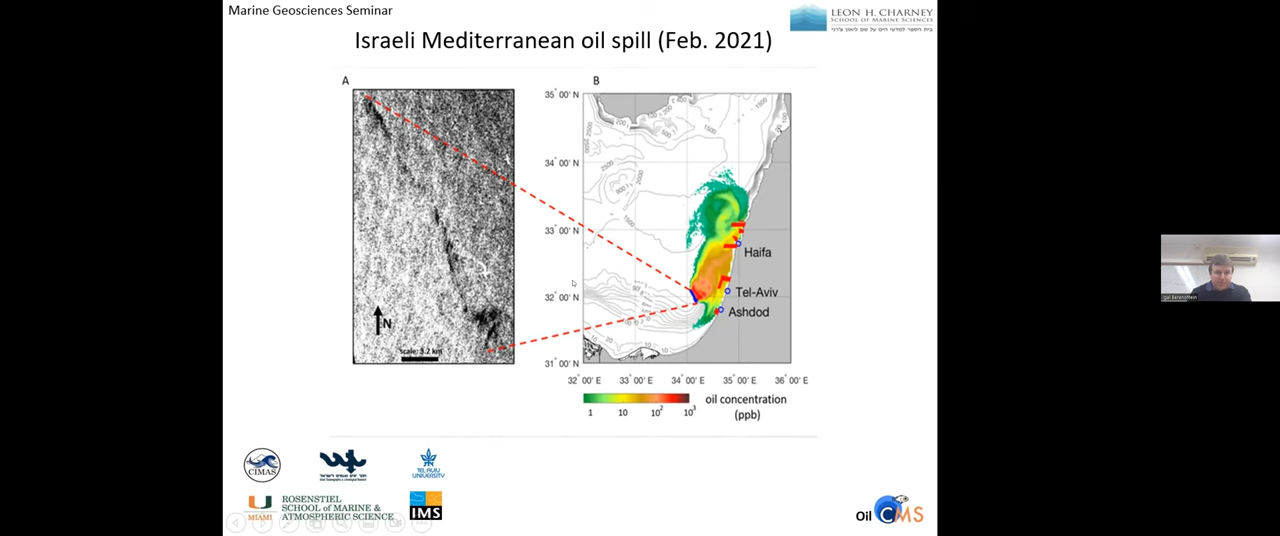 Marine Geosciences Seminar
LEON H. CHARNEY
SCHOOL OF MARINE SCIENCES
בית הספר למדעי הים על שם ליאון צ'רני
Israeli Mediterranean oil spill (Feb. 2021)
A
B
N
scale: 3.2 km
35° 00' N
34° 00' N
33° 00' N
32° 00' N
31° 00' N
32° 00' E
33° 00' E
34° 00' E
35° 00' E
36° 00' E
Haifa
Tel-Aviv
Ashdod
1
10
10²
10³
oil concentration
(ppb)
CIMAS
TEL AVIV
UNIVERSITY
U
MIAMI
ROSENSTIEL
SCHOOL of MARINE &
ATMOSPHERIC SCIENCE
IMS
Oil CMS